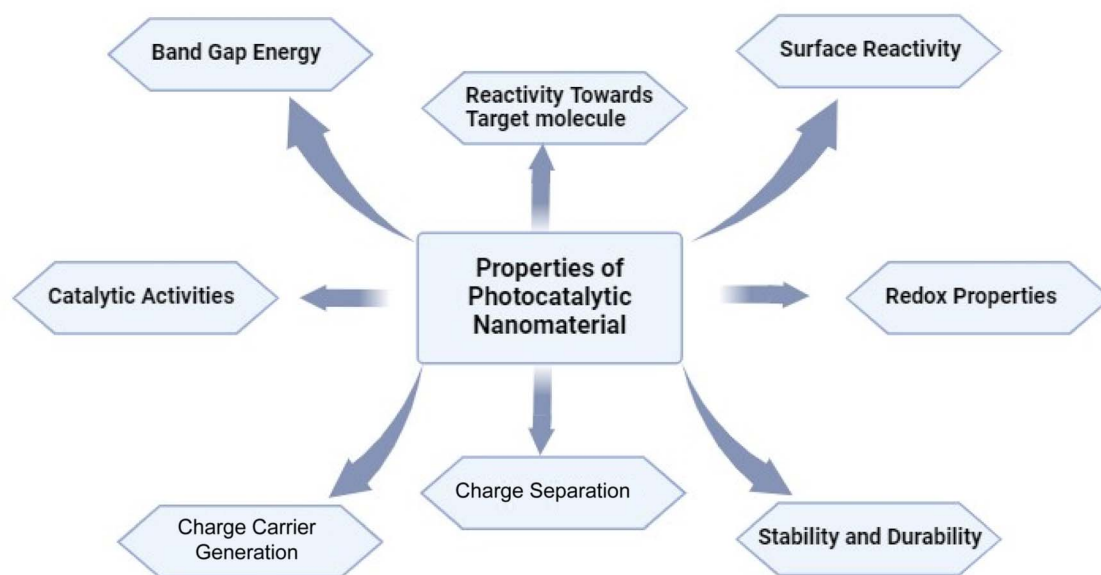 Band Gap Energy
Surface Reactivity
Reactivity Towards
Target molecule
Properties of
Photocatalytic
Nanomaterial
Catalytic Activities
Redox Properties
Charge Separation
Charge Carrier
Generation
Stability and Durability